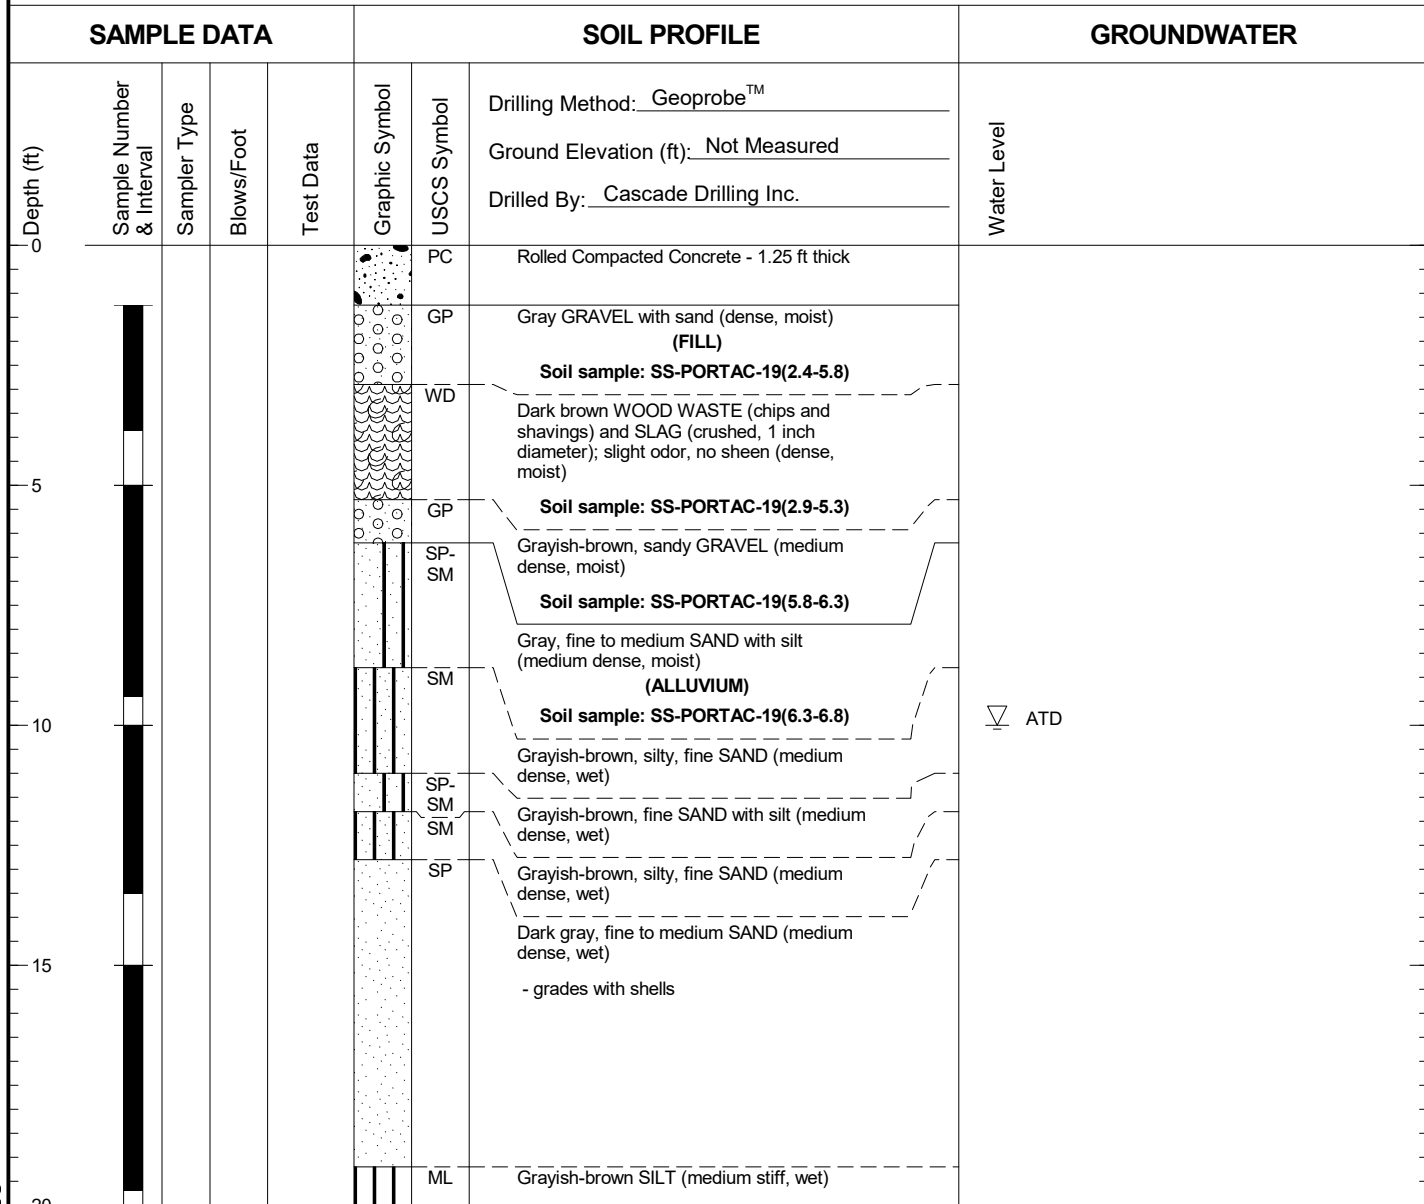 SAMPLE DATA
SOIL PROFILE
GROUNDWATER
Depth (ft)
Sample Number
& Interval
Sampler Type
Blows/Foot
Test Data
Graphic Symbol
USCS Symbol
Drilling Method: Geoprobe™
Ground Elevation (ft): Not Measured
Drilled By: Cascade Drilling Inc.
Water Level
0
PC
Rolled Compacted Concrete - 1.25 ft thick
GP
Gray GRAVEL with sand (dense, moist)
(FILL)
Soil sample: SS-PORTAC-19(2.4-5.8)
WD
Dark brown WOOD WASTE (chips and
shavings) and SLAG (crushed, 1 inch
diameter); slight odor, no sheen (dense,
moist)
5
Soil sample: SS-PORTAC-19(2.9-5.3)
GP
Grayish-brown, sandy GRAVEL (medium
dense, moist)
SP-
SM
Soil sample: SS-PORTAC-19(5.8-6.3)
Gray, fine to medium SAND with silt
(medium dense, moist)
(ALLUVIUM)
SM
Soil sample: SS-PORTAC-19(6.3-6.8)
10
ATD
Grayish-brown, silty, fine SAND (medium
dense, wet)
SP-
SM
Grayish-brown, fine SAND with silt (medium
dense, wet)
SM
Grayish-brown, silty, fine SAND (medium
dense, wet)
SP
Dark gray, fine to medium SAND (medium
dense, wet)
15
- grades with shells
ML
Grayish-brown SILT (medium stiff, wet)
20